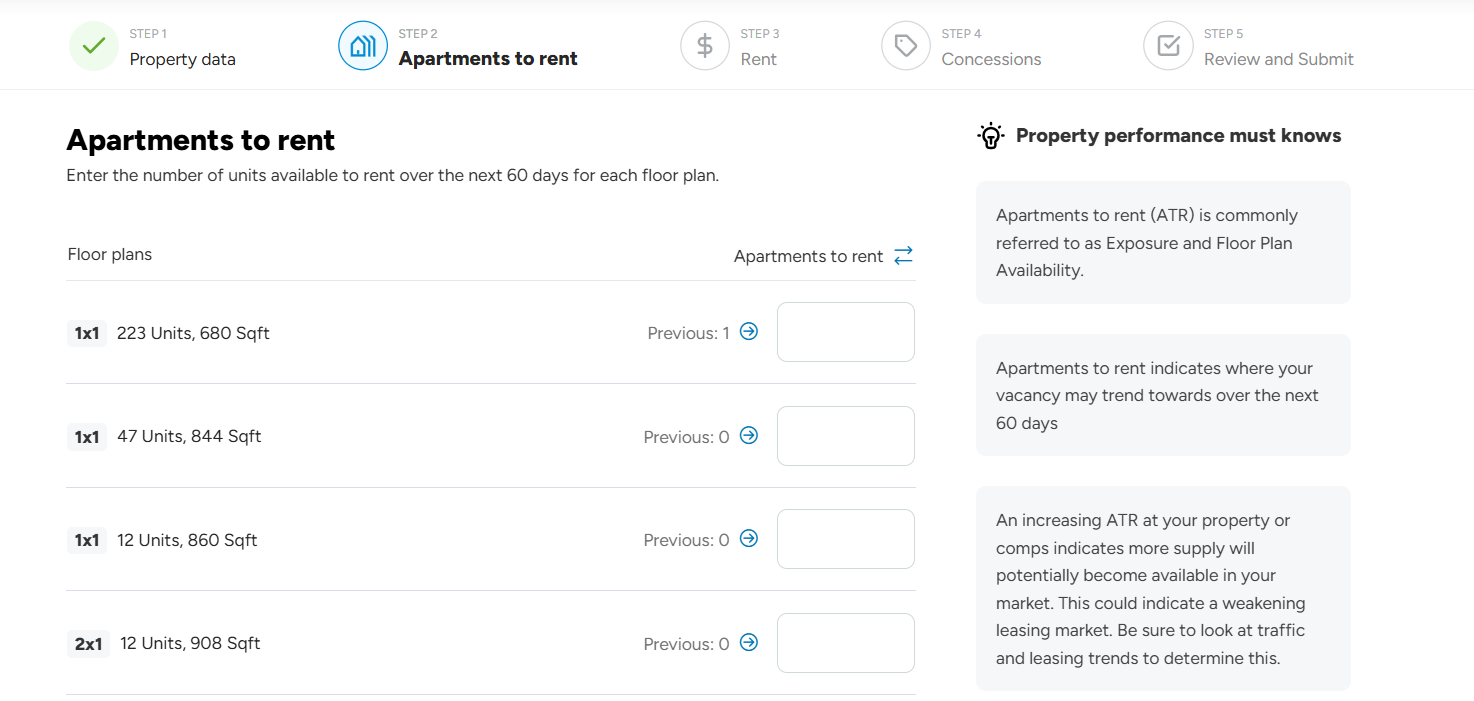 STEP 1
Property data
STEP 2
Apartments to rent
STEP 3
Rent
STEP 4
Concessions
STEP 5
Review and Submit
Apartments to rent
Enter the number of units available to rent over the next 60 days for each floor plan.
Floor plans
Apartments to rent
1x1 223 Units, 680 Sqft
Previous: 1
1x1 47 Units, 844 Sqft
Previous: 0
1x1 12 Units, 860 Sqft
Previous: 0
2x1 12 Units, 908 Sqft
Previous: 0
Property performance must knows
Apartments to rent (ATR) is commonly
referred to as Exposure and Floor Plan
Availability.
Apartments to rent indicates where your
vacancy may trend towards over the next
60 days
An increasing ATR at your property or
comps indicates more supply will
potentially become available in your
market. This could indicate a weakening
leasing market. Be sure to look at traffic
and leasing trends to determine this.